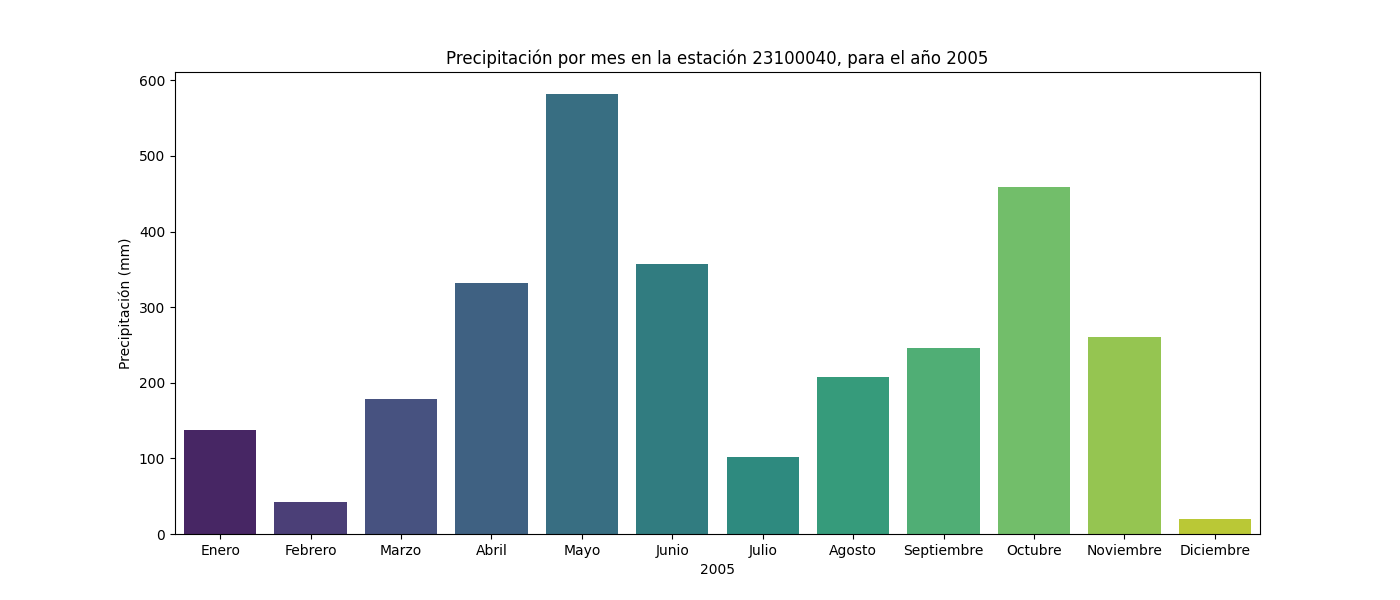 Precipitación por mes en la estación 23100040, para el año 2005
Precipitación (mm)
600
500
400
300
200
100
0
Enero Febrero Marzo Abril Mayo Junio Julio Agosto Septiembre Octubre Noviembre Diciembre
2005